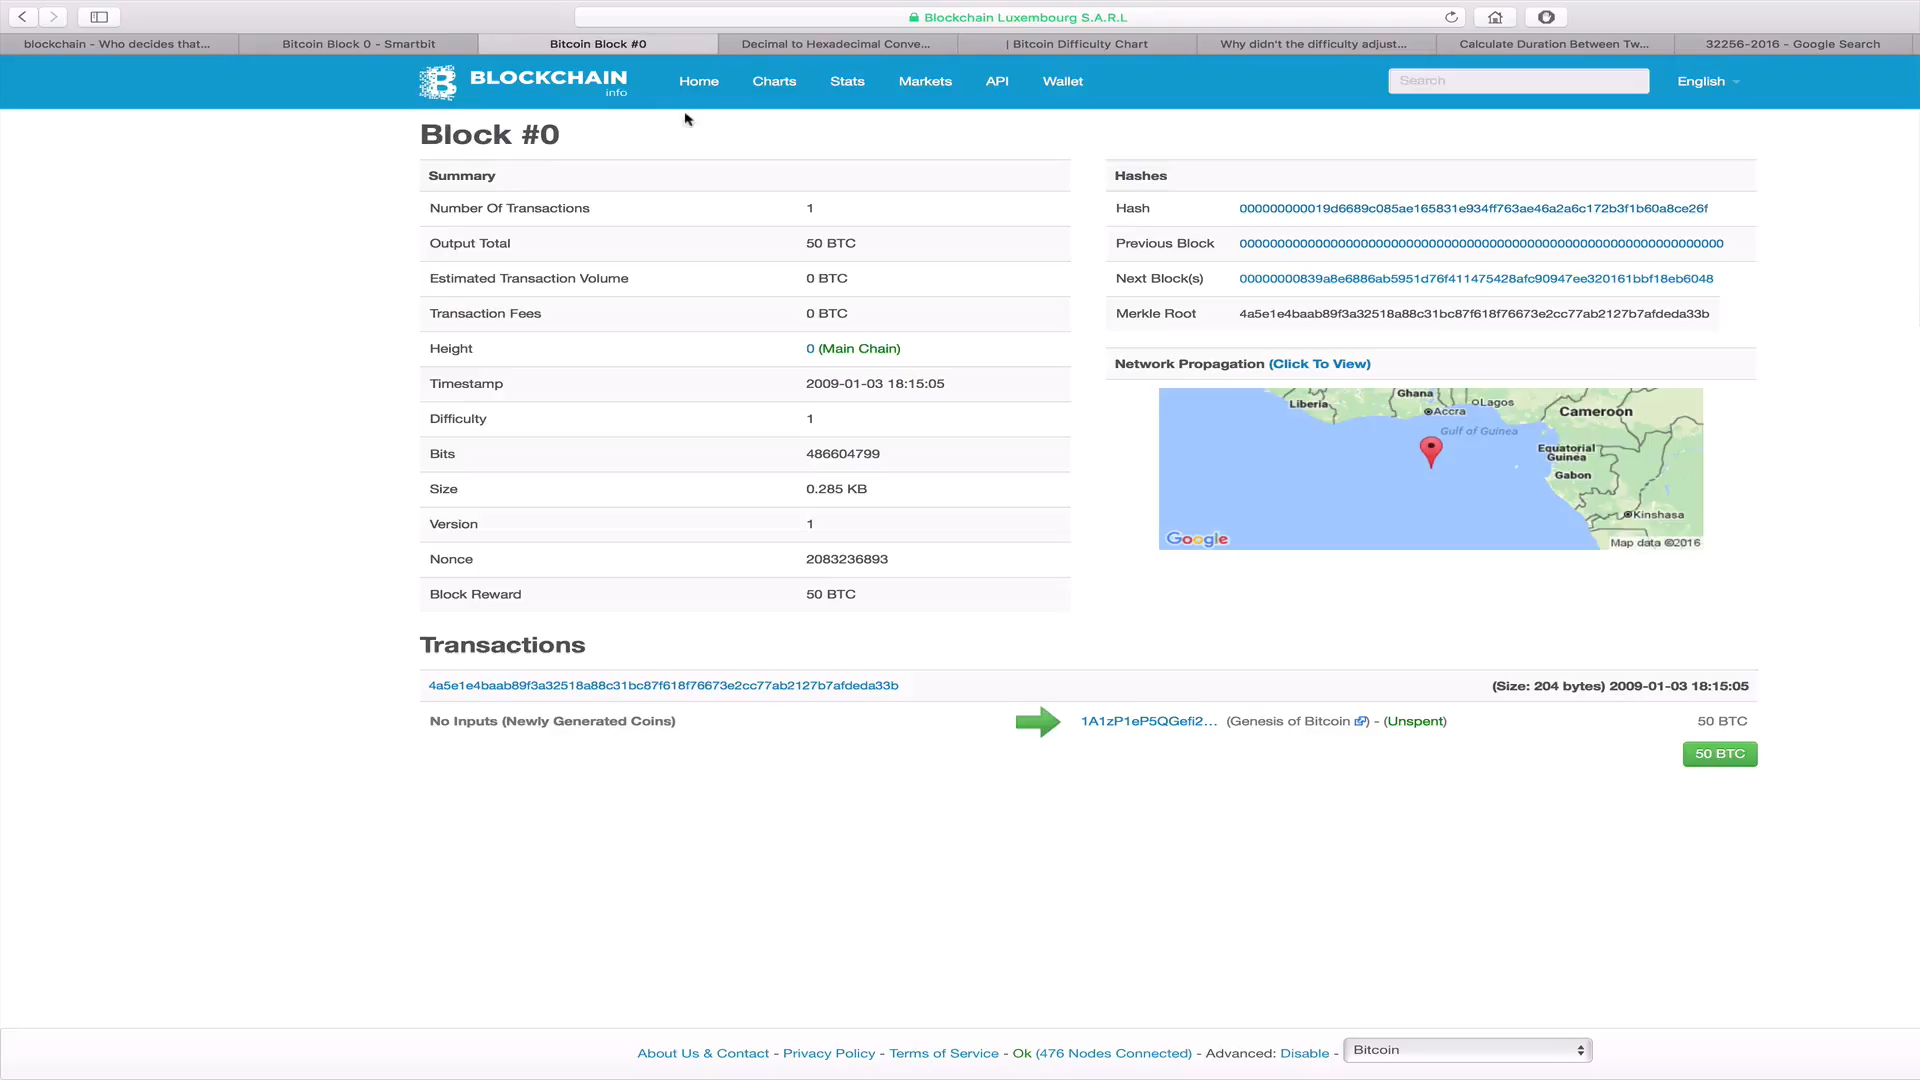 Blockchain Luxembourg S.A.R.L
blockchain - Who decides that...
Bitcoin Block 0 - Smartbit
Bitcoin Block #0
Decimal to Hexadecimal Conve...
| Bitcoin Difficulty Chart
Why didn't the difficulty adjust...
Calculate Duration Between Tw...
32256-2016 - Google Search
BLOCKCHAIN
info
Home Charts Stats Markets API Wallet
Search
English
Block #0
Summary
Number Of Transactions 1
Output Total 50 BTC
Estimated Transaction Volume 0 BTC
Transaction Fees 0 BTC
Height 0 (Main Chain)
Timestamp 2009-01-03 18:15:05
Difficulty 1
Bits 486604799
Size 0.285 KB
Version 1
Nonce 2083236893
Block Reward 50 BTC
Hashes
Hash 000000000019d6689c085ae165831e934ff763ae46a2a6c172b3f1b60a8ce26f
Previous Block 0000000000000000000000000000000000000000000000000000000000000000
Next Block(s) 00000000839a8e6886ab5951d76f411475428afc90947ee320161bbf18eb6048
Merkle Root 4a5e1e4baab89f3a32518a88c31bc87f618f76673e2cc77ab2127b7afdeda33b
Network Propagation (Click To View)
Liberia
Ghana
Accra
Lagos
Cameroon
Gulf of Guinea
Equatorial
Guinea
Gabon
Kinshasa
Google
Map data ©2016
Transactions
4a5e1e4baab89f3a32518a88c31bc87f618f76673e2cc77ab2127b7afdeda33b (Size: 204 bytes) 2009-01-03 18:15:05
No Inputs (Newly Generated Coins) 1A1zP1eP5QGefi2... (Genesis of Bitcoin ) - (Unspent) 50 BTC
50 BTC
About Us & Contact - Privacy Policy - Terms of Service - Ok (476 Nodes Connected) - Advanced: Disable - Bitcoin